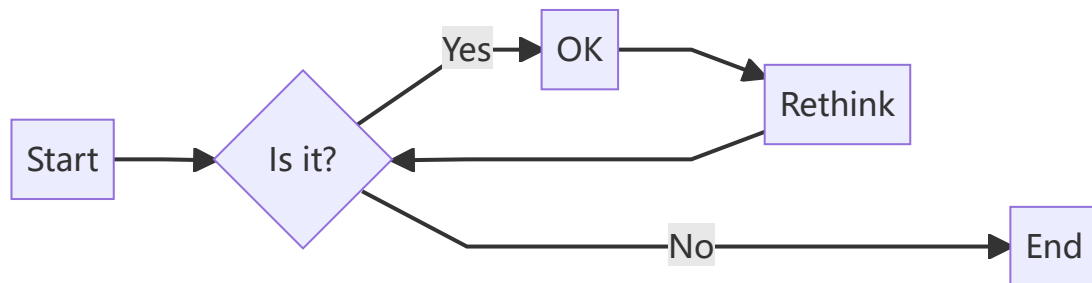 Start
Is it?
Yes
OK
Rethink
No
End